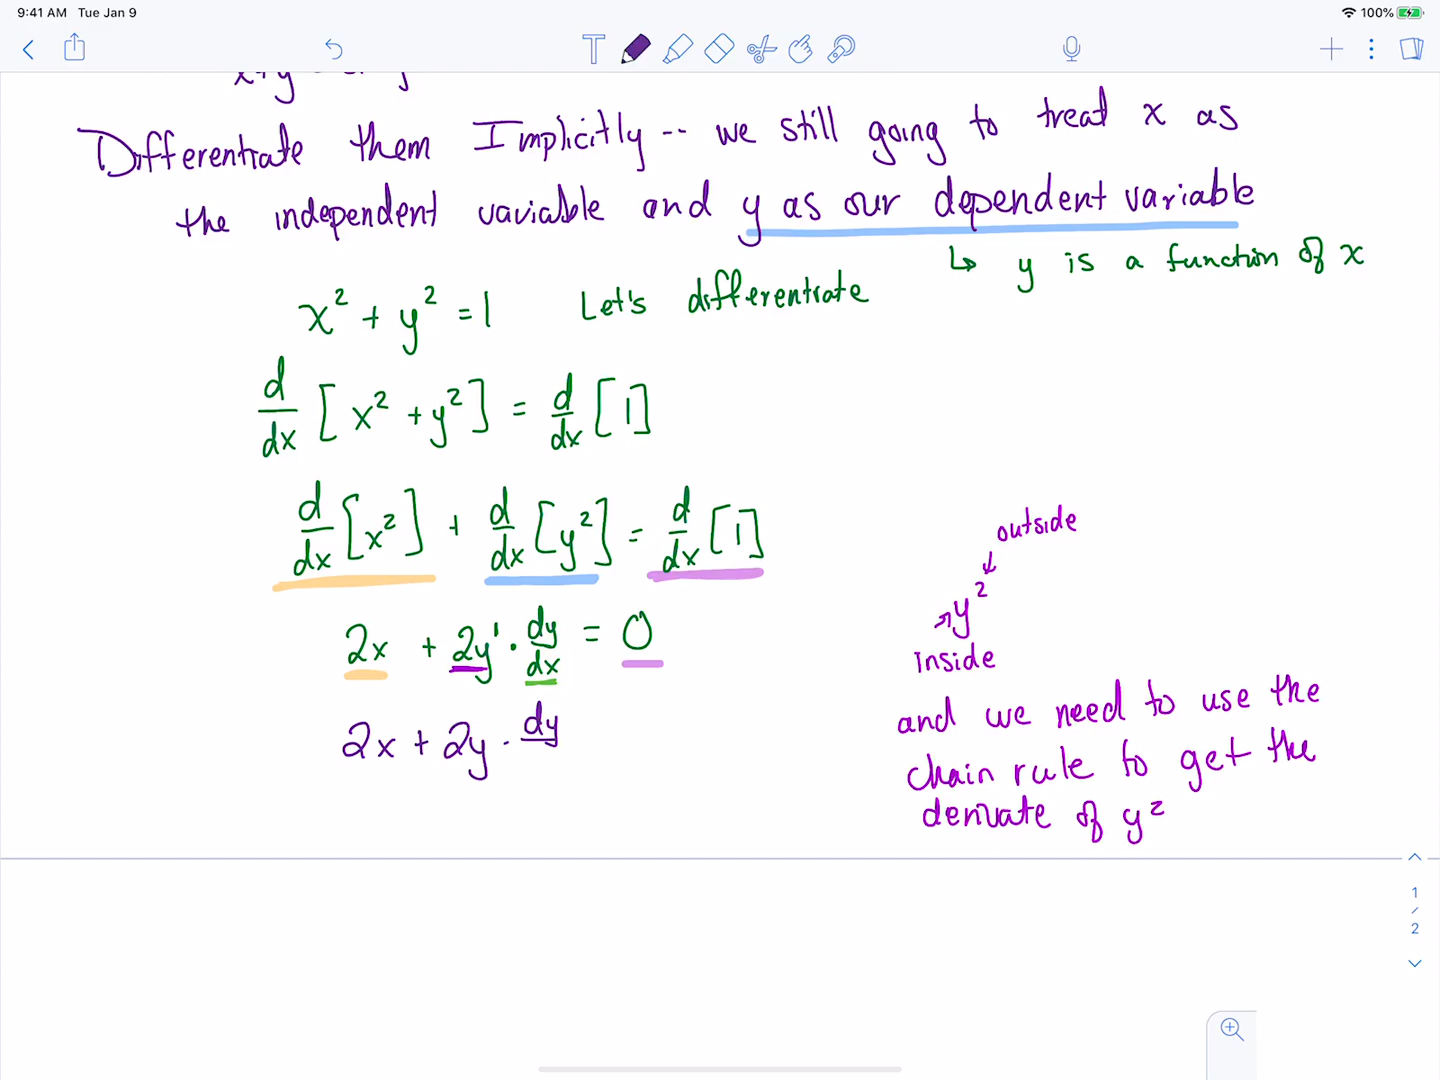 9:41 AM Tue Jan 9
100%
Differentiate them Implicitly -- we still going to treat x as
the independent variable and y as our dependent variable
↳ y is a function of x
x² + y² = 1 Let's differentiate
d/dx [x² + y²] = d/dx [1]
d/dx [x²] + d/dx [y²] = d/dx [1]
2x + 2y¹ · dy/dx = 0
2x + 2y · dy
outside
y²
inside
and we need to use the
chain rule to get the
derivate of y²
1
/
2